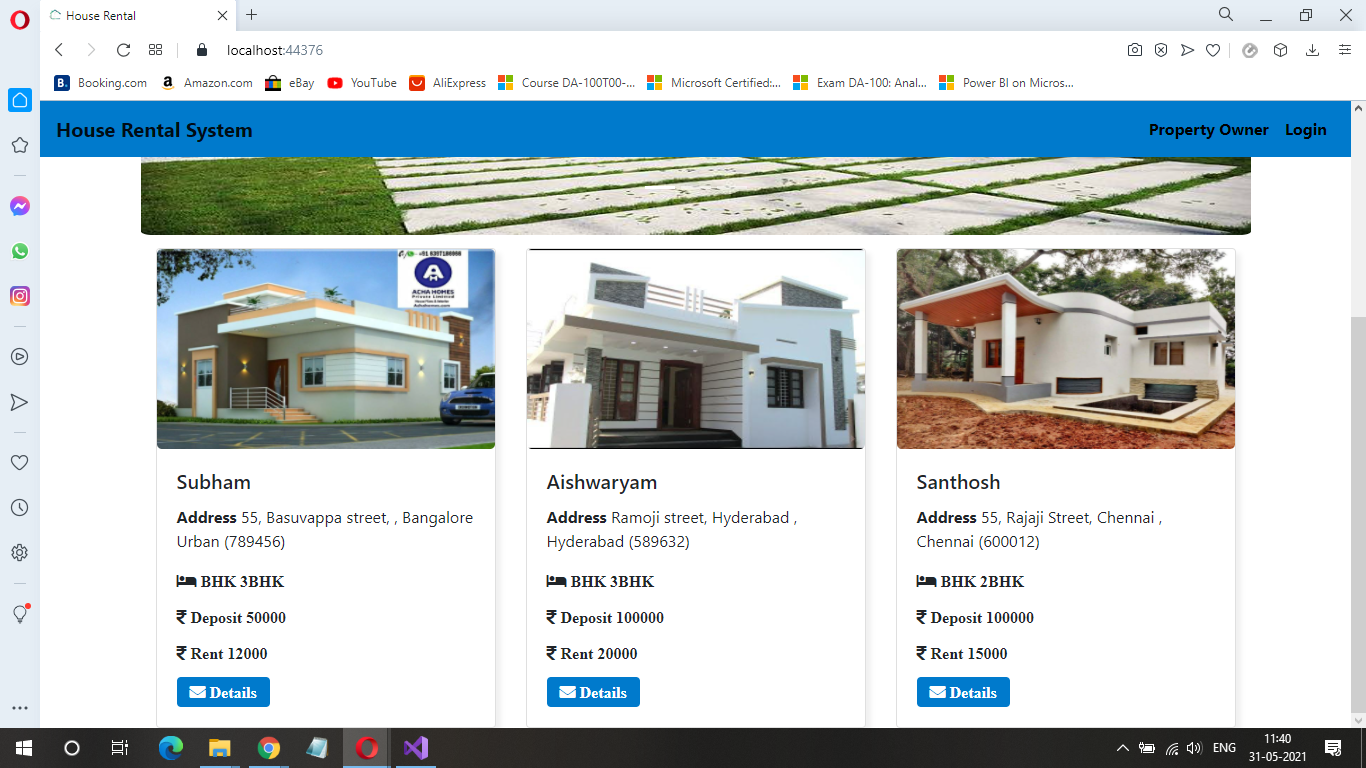 House Rental
localhost:44376
Booking.com
Amazon.com
eBay
YouTube
AliExpress
Course DA-100T00-...
Microsoft Certified:...
Exam DA-100: Anal...
Power BI on Micros...
House Rental System
Property Owner
Login
ACHA HOMES
Private Limited
Subham
Address 55, Basuvappa street, , Bangalore
Urban (789456)
BHK 3BHK
Deposit 50000
Rent 12000
Details
Aishwaryam
Address Ramoji street, Hyderabad ,
Hyderabad (589632)
BHK 3BHK
Deposit 100000
Rent 20000
Details
Santhosh
Address 55, Rajaji Street, Chennai ,
Chennai (600012)
BHK 2BHK
Deposit 100000
Rent 15000
Details
ENG
11:40
31-05-2021